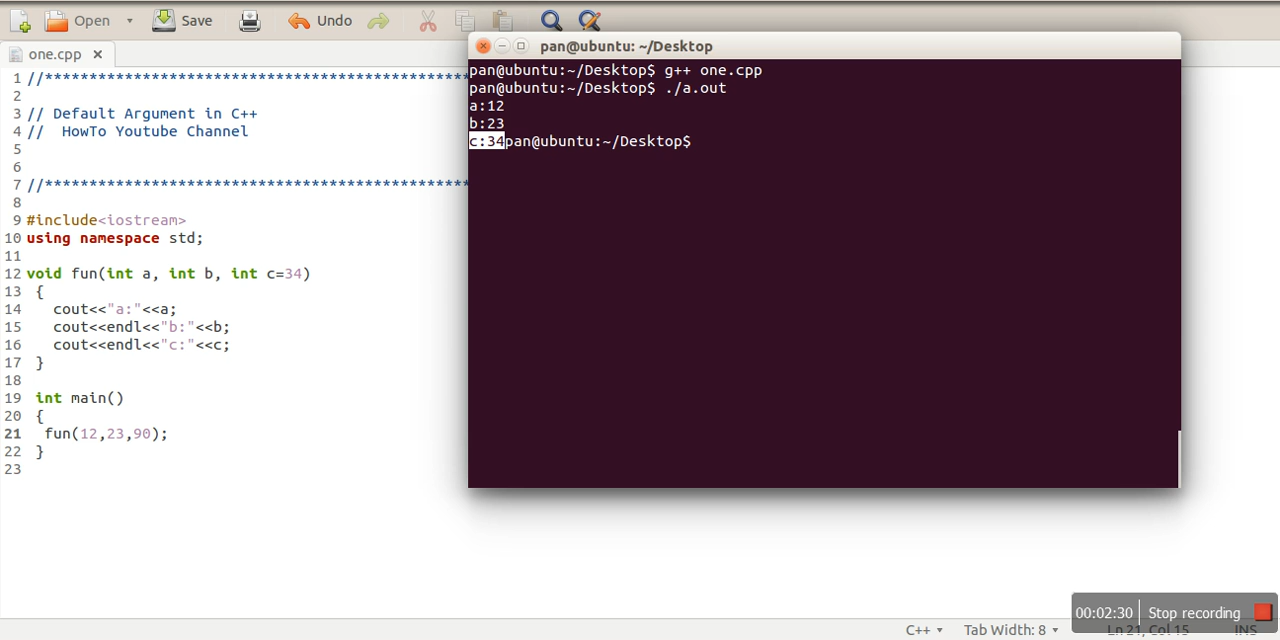 Open Save Undo
one.cpp ×
pan@ubuntu: ~/Desktop
1 //************************************************
2
3 // Default Argument in C++
4 //  HowTo Youtube Channel
5
6
7 //************************************************
8
9 #include<iostream>
10 using namespace std;
11
12 void fun(int a, int b, int c=34)
13 {
14 cout<<"a:"<<a;
15 cout<<endl<<"b:"<<b;
16 cout<<endl<<"c:"<<c;
17 }
18
19 int main()
20 {
21 fun(12,23,90);
22 }
23
pan@ubuntu:~/Desktop$ g++ one.cpp
pan@ubuntu:~/Desktop$ ./a.out
a:12
b:23
c:34pan@ubuntu:~/Desktop$
00:02:30 Stop recording
C++ Tab Width: 8 Ln 21, Col 15 INS